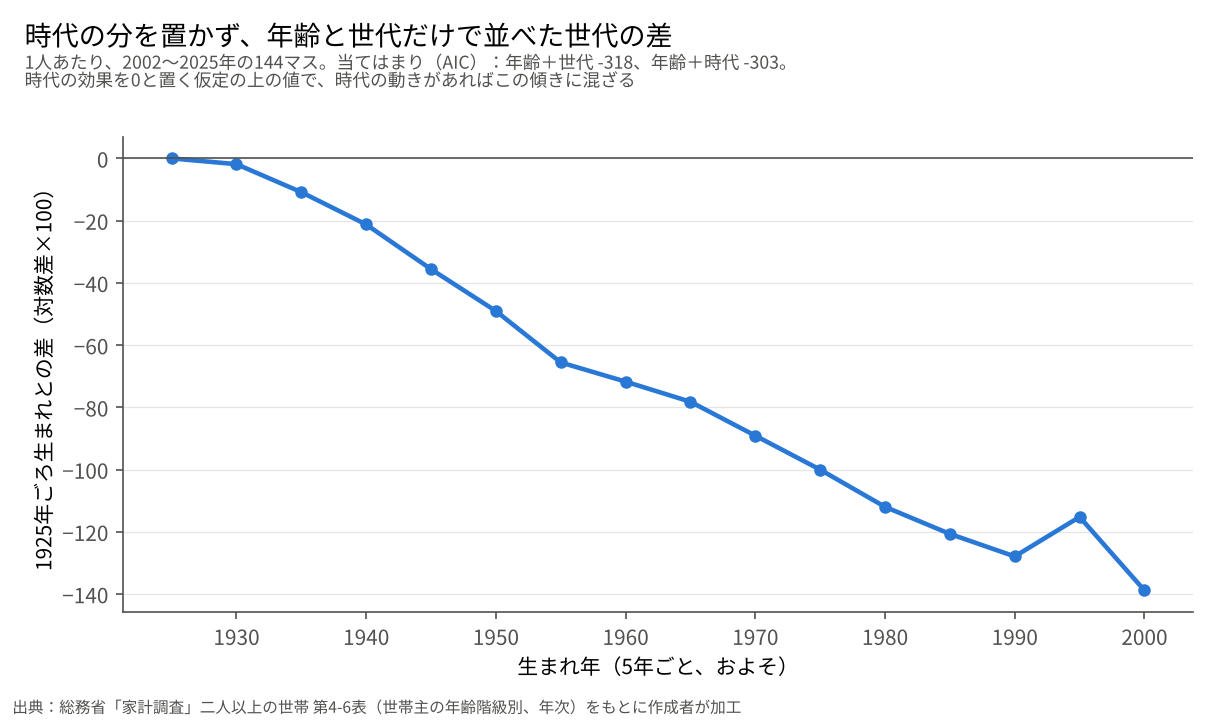 時代の分を置かず、年齢と世代だけで並べた世代の差
1人あたり、2002～2025年の144マス。当てはまり（AIC）：年齢＋世代 -318、年齢＋時代 -303。
時代の効果を0と置く仮定の上の値で、時代の動きがあればこの傾きに混ざる
1925年ごろ生まれとの差（対数差×100）
0
−20
−40
−60
−80
−100
−120
−140
1930
1940
1950
1960
1970
1980
1990
2000
生まれ年（5年ごと、およそ）
出典：総務省「家計調査」二人以上の世帯 第4-6表（世帯主の年齢階級別、年次）をもとに作成者が加工